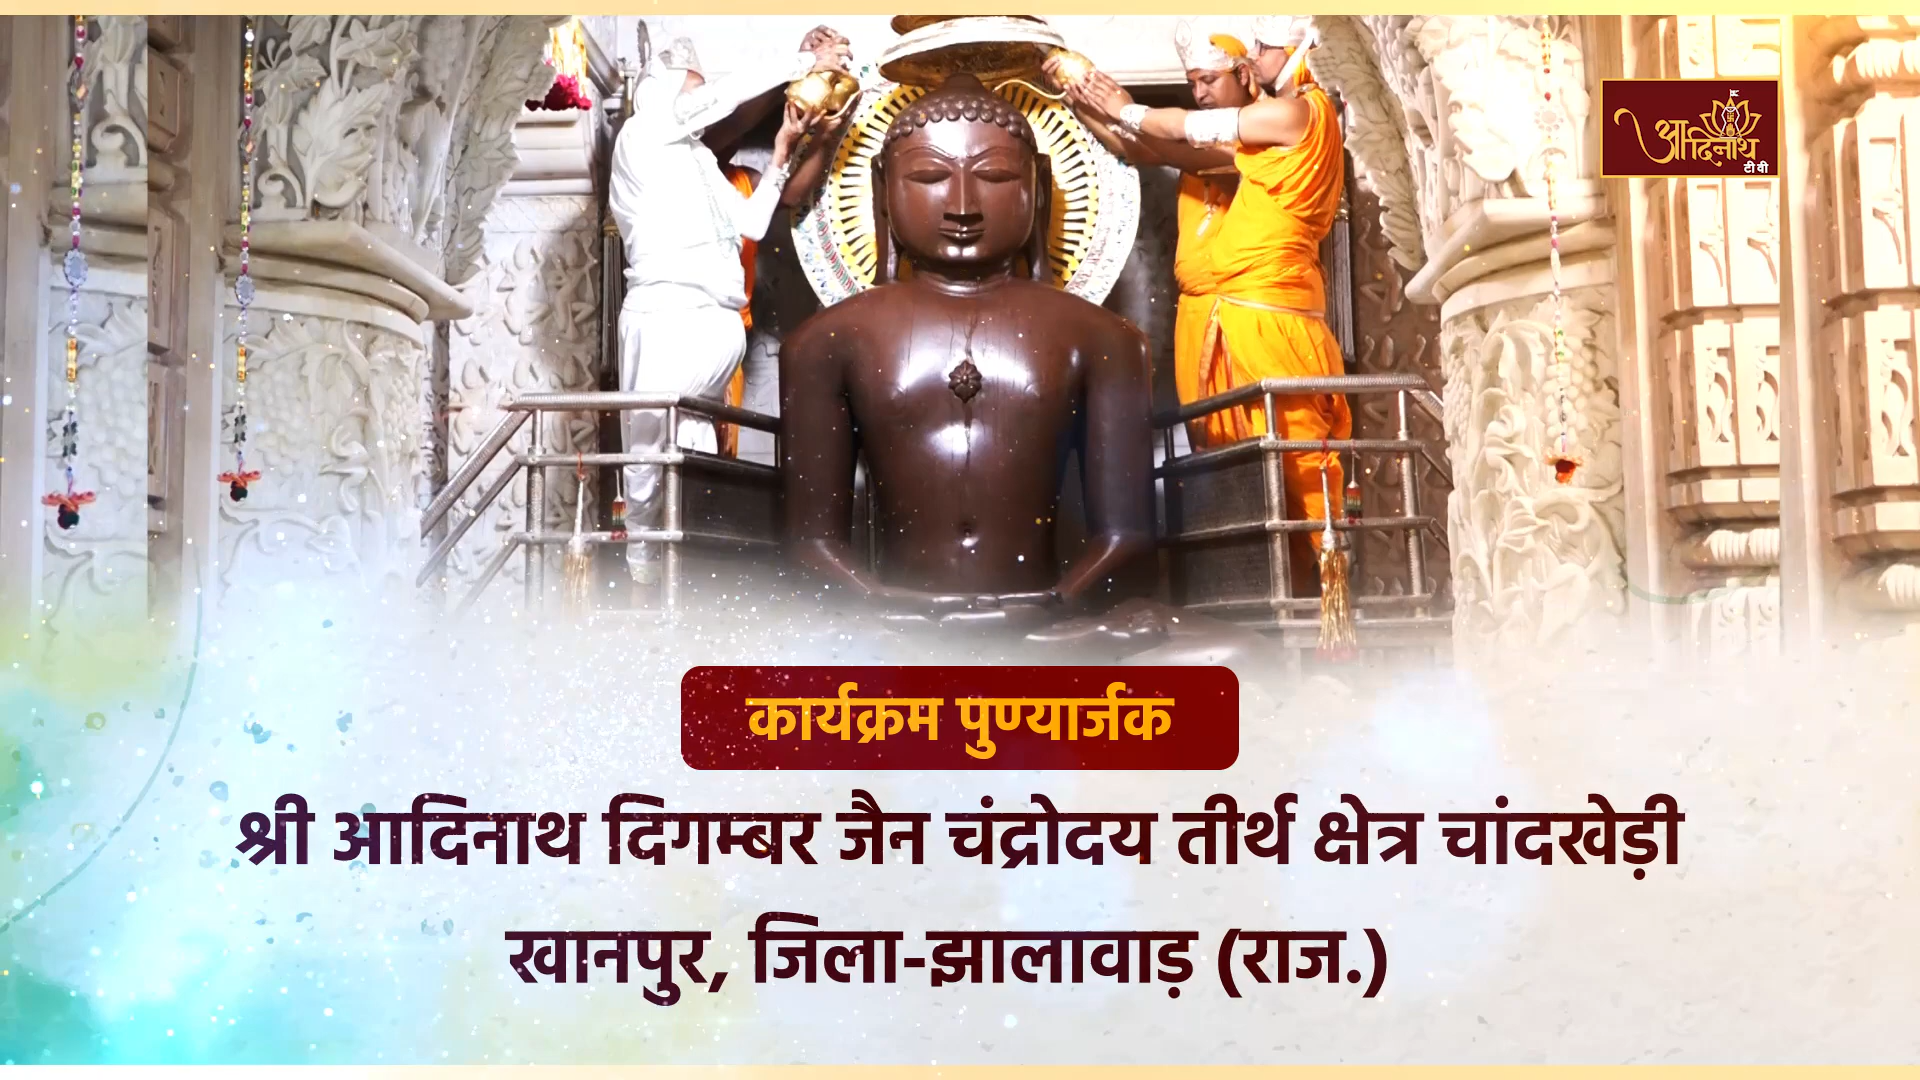 आदिनाथ
टीवी
कार्यक्रम पुण्यार्जक
श्री आदिनाथ दिगम्बर जैन चंद्रोदय तीर्थ क्षेत्र चांदखेड़ी
खानपुर, जिला-झालावाड़ (राज.)